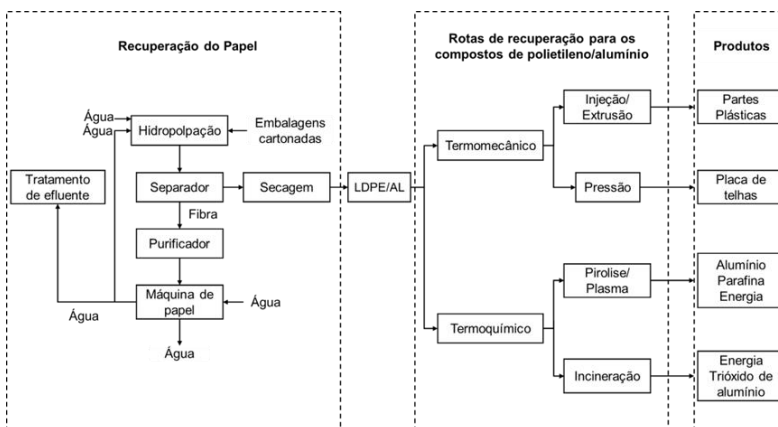 Recuperação do Papel
Água
Água
Hidropolpação
Embalagens
cartonadas
Tratamento
de efluente
Separador
Secagem
Fibra
Purificador
Máquina de
papel
Água
Água
Água
LDPE/AL
Rotas de recuperação para os
compostos de polietileno/alumínio
Termomecânico
Injeção/
Extrusão
Pressão
Termoquímico
Pirolise/
Plasma
Incineração
Produtos
Partes
Plásticas
Placa de
telhas
Alumínio
Parafina
Energia
Energia
Trióxido de
alumínio